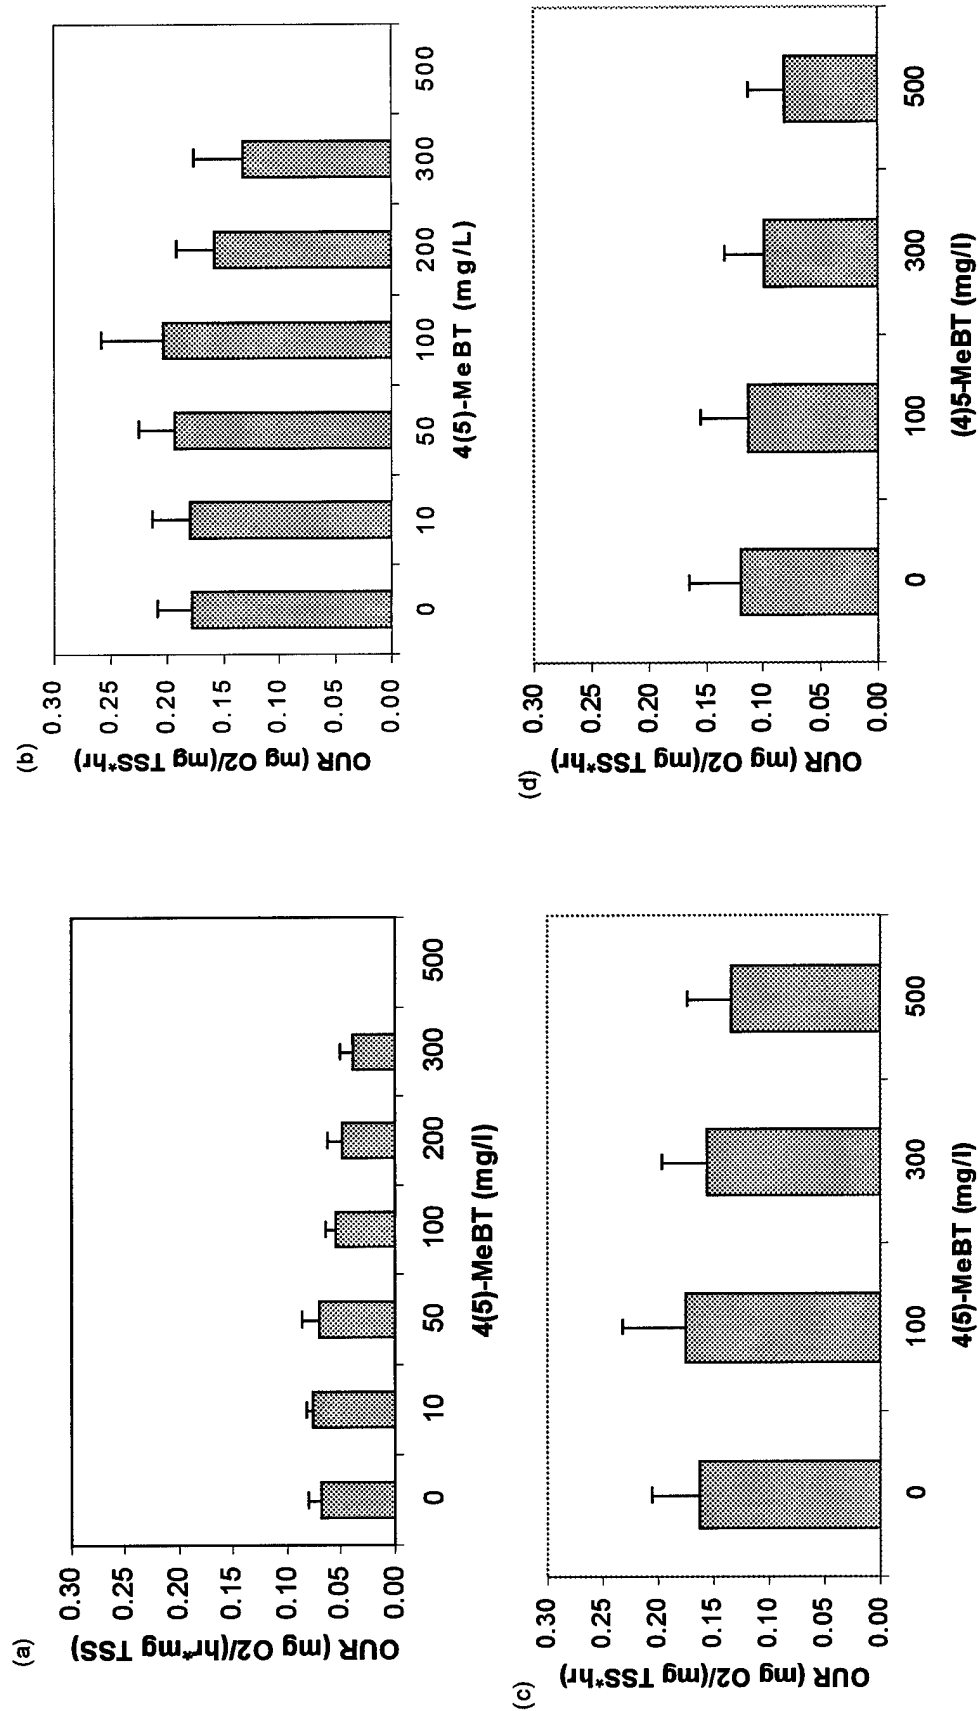 (a)
OUR (mg O2/(hr*mg TSS)
0.30
0.25
0.20
0.15
0.10
0.05
0.00
0 10 50 100 200 300 500
4(5)-MeBT (mg/l)
(b)
OUR (mg O2/(mg TSS*hr)
0.30
0.25
0.20
0.15
0.10
0.05
0.00
0 10 50 100 200 300 500
4(5)-MeBT (mg/L)
(c)
OUR (mg O2/(mg TSS*hr)
0.30
0.25
0.20
0.15
0.10
0.05
0.00
0 100 300 500
4(5)-MeBT (mg/l)
(d)
OUR (mg O2/(mg TSS*hr)
0.30
0.25
0.20
0.15
0.10
0.05
0.00
0 100 300 500
(4)5-MeBT (mg/l)